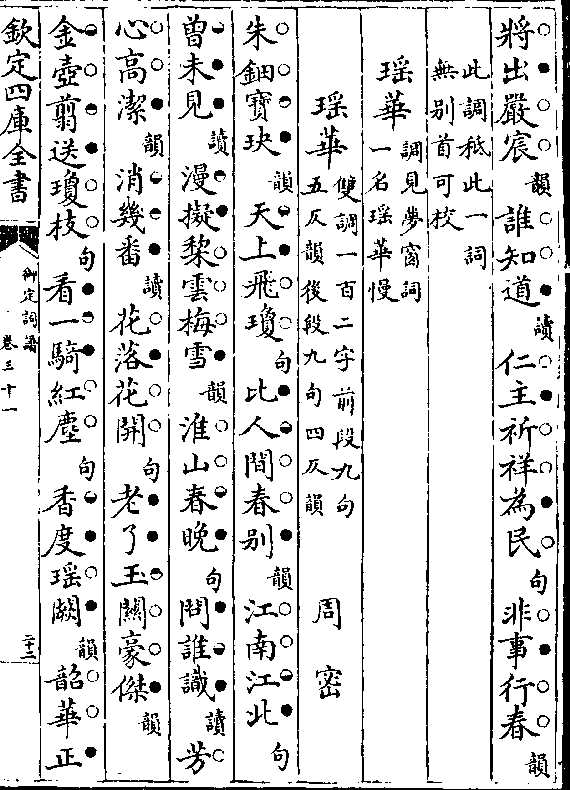 將出嚴宸韻誰知道讀仁主祈祥為民句非事行春韻
此調秪此一詞
無别首可校
瑶華調見夢窗詞
一名瑶華慢
瑶華雙調一百二字前段九句
五仄韻後段九句四仄韻 周密
朱鈿寶玦韻天上飛瓊句比人間春别韻江南江北句
曾未見讀漫擬棃雲梅雪韻淮山春晚句問誰識讀芳
心高潔韻消幾番讀花落花開句老了玉關豪傑韻
金壺翦送瓊枝句看一騎紅塵句香度瑶闕韻韶華正
欽定四庫全書
御定詞譜
卷三十一
二十三